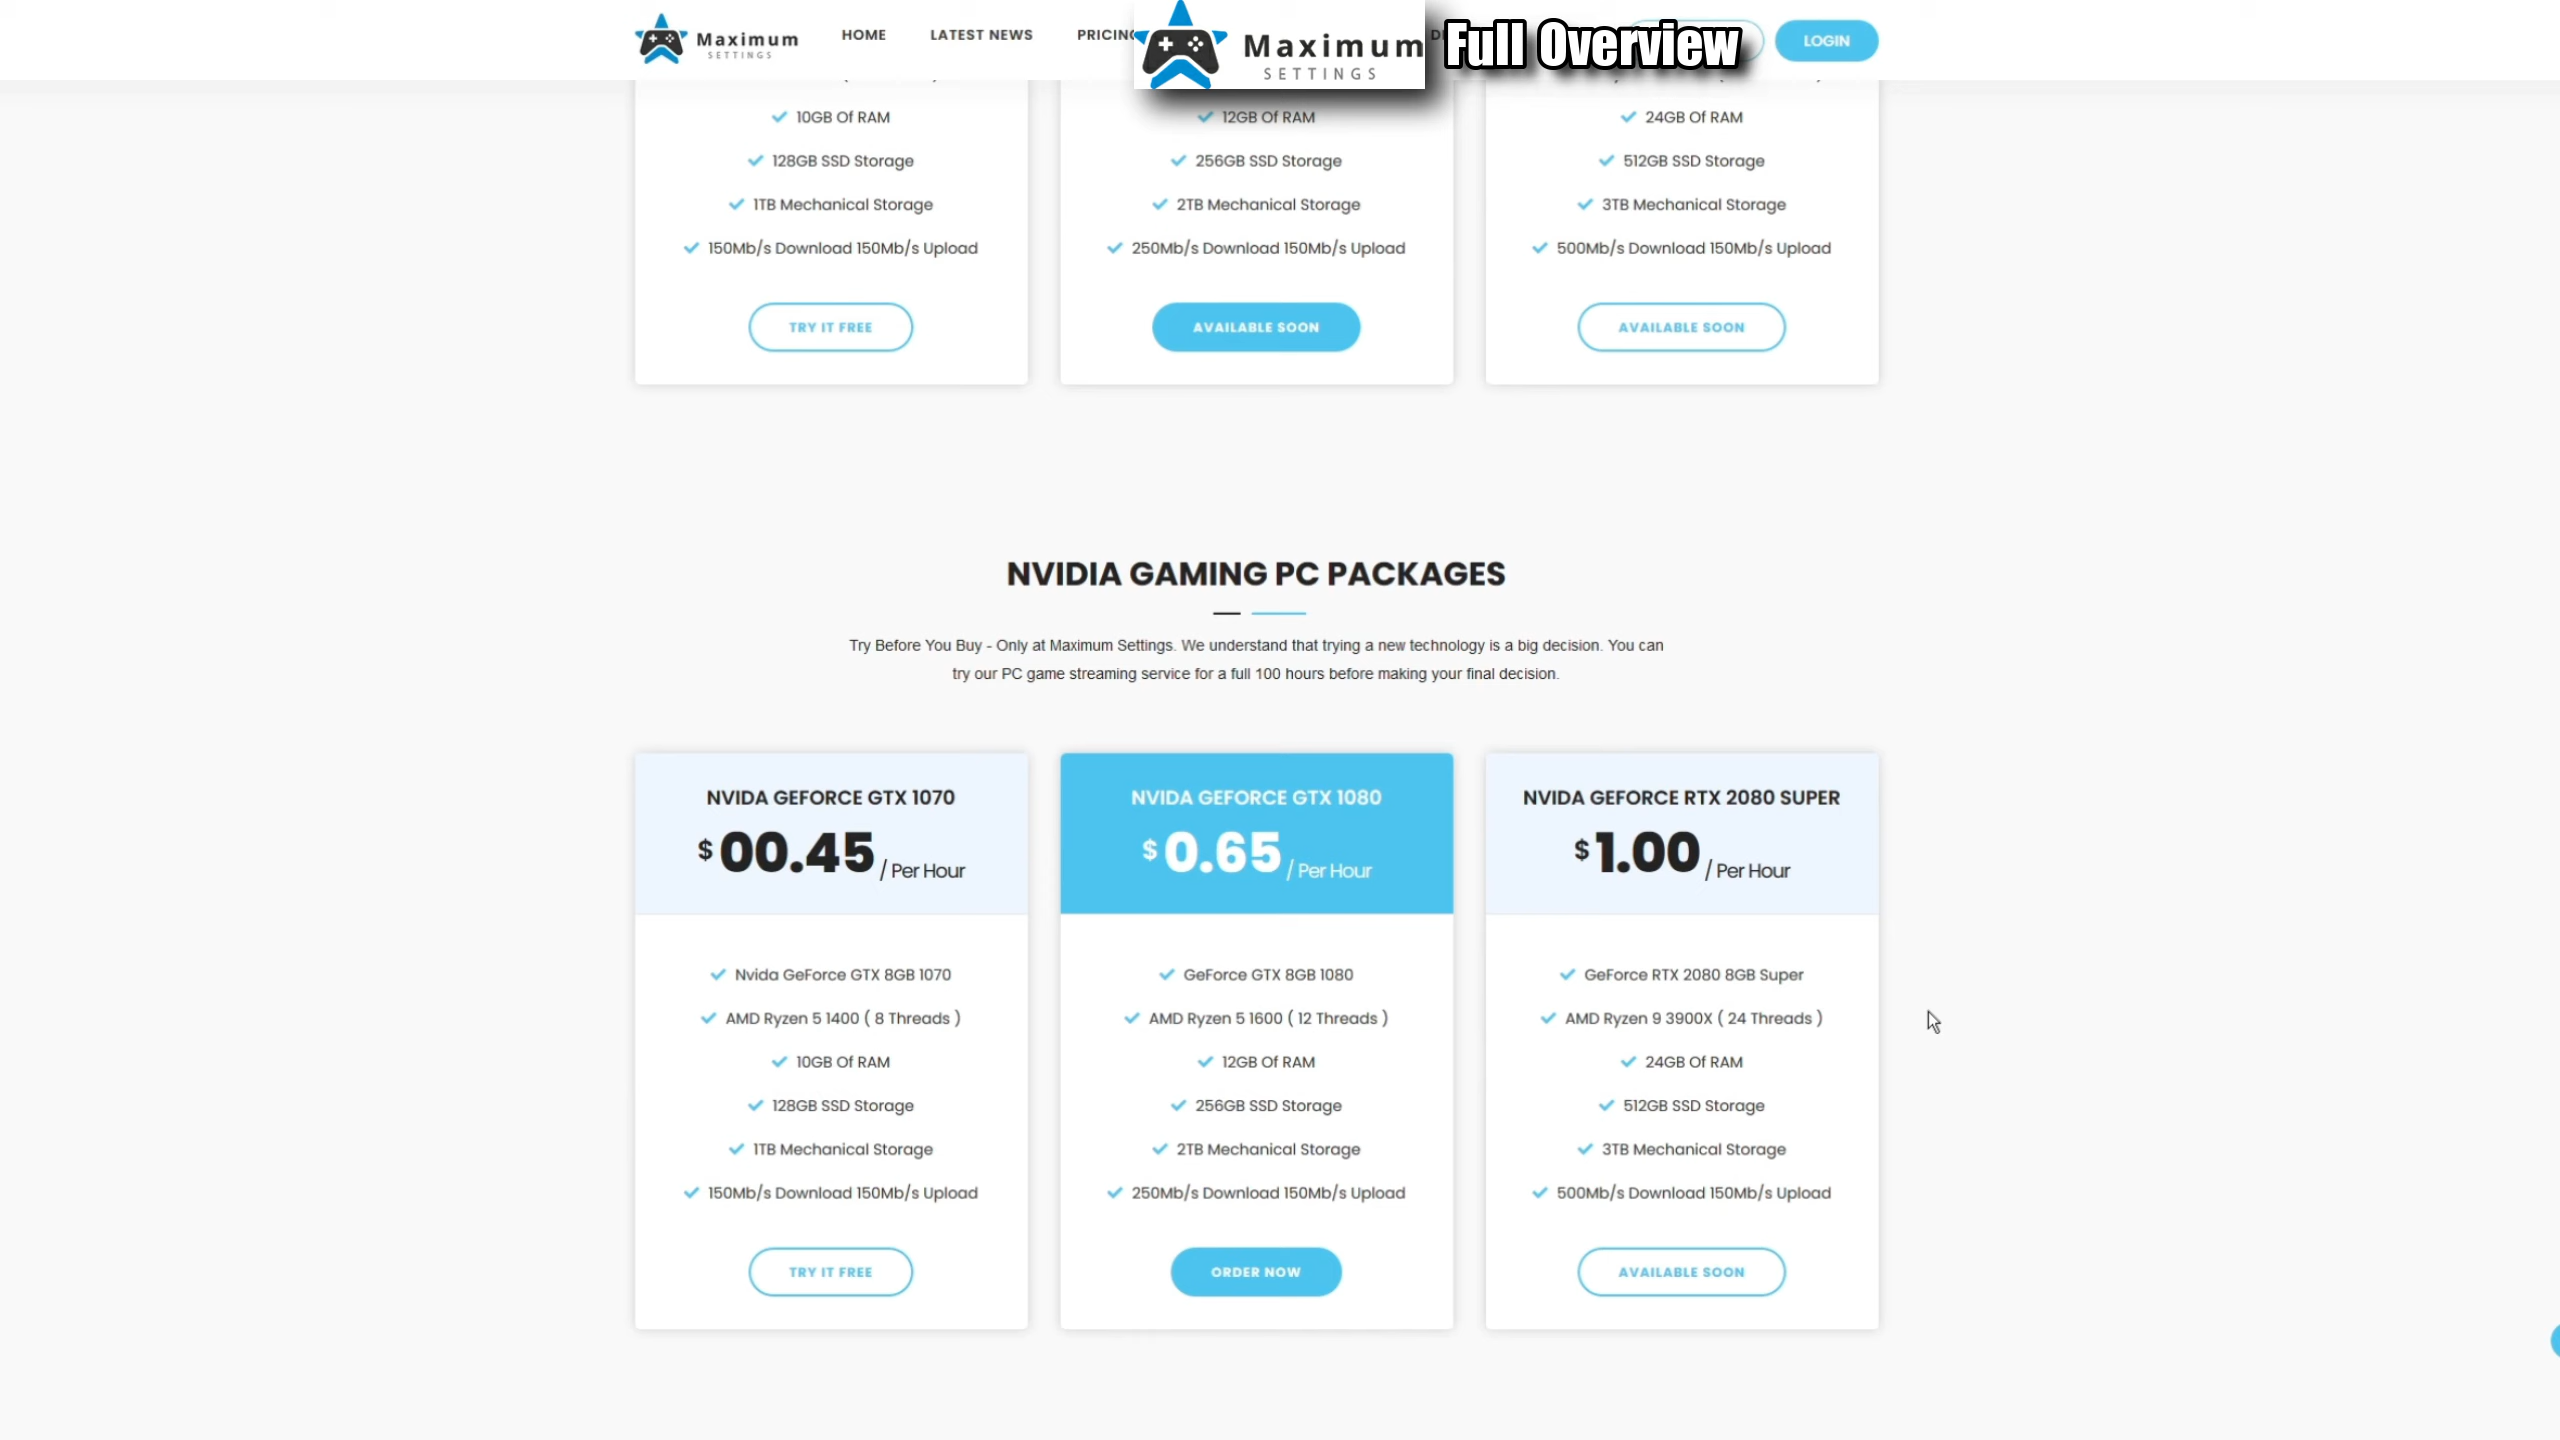 Maximum
SETTINGS
HOME
LATEST NEWS
PRICING
Maximum
SETTINGS
Full Overview
LOGIN
10GB Of RAM
128GB SSD Storage
1TB Mechanical Storage
150Mb/s Download 150Mb/s Upload
TRY IT FREE
12GB Of RAM
256GB SSD Storage
2TB Mechanical Storage
250Mb/s Download 150Mb/s Upload
AVAILABLE SOON
24GB Of RAM
512GB SSD Storage
3TB Mechanical Storage
500Mb/s Download 150Mb/s Upload
AVAILABLE SOON
NVIDIA GAMING PC PACKAGES
Try Before You Buy - Only at Maximum Settings. We understand that trying a new technology is a big decision. You can
try our PC game streaming service for a full 100 hours before making your final decision.
NVIDA GEFORCE GTX 1070
$ 00.45 / Per Hour
Nvida GeForce GTX 8GB 1070
AMD Ryzen 5 1400 ( 8 Threads )
10GB Of RAM
128GB SSD Storage
1TB Mechanical Storage
150Mb/s Download 150Mb/s Upload
TRY IT FREE
NVIDA GEFORCE GTX 1080
$ 0.65 / Per Hour
GeForce GTX 8GB 1080
AMD Ryzen 5 1600 ( 12 Threads )
12GB Of RAM
256GB SSD Storage
2TB Mechanical Storage
250Mb/s Download 150Mb/s Upload
ORDER NOW
NVIDA GEFORCE RTX 2080 SUPER
$ 1.00 / Per Hour
GeForce RTX 2080 8GB Super
AMD Ryzen 9 3900X ( 24 Threads )
24GB Of RAM
512GB SSD Storage
3TB Mechanical Storage
500Mb/s Download 150Mb/s Upload
AVAILABLE SOON